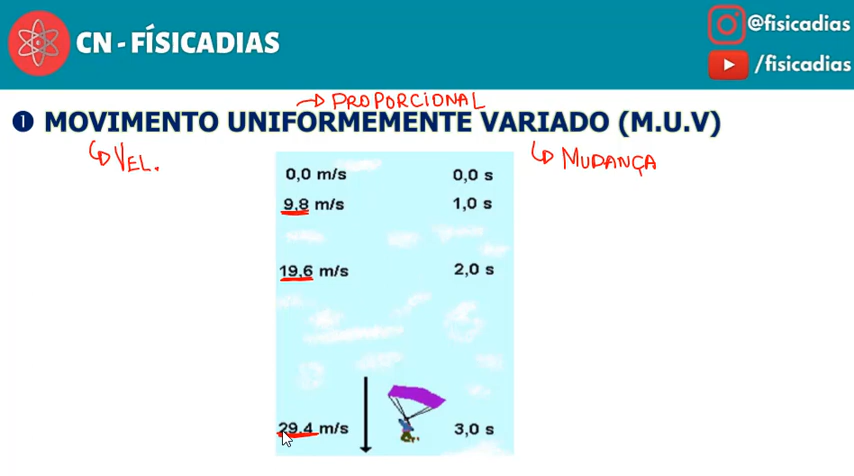 CN - FÍSICADIAS
@fisicadias
/fisicadias
→ PROPORCIONAL
❶ MOVIMENTO UNIFORMEMENTE VARIADO (M.U.V)
↳ VEL.
↳ MUDANÇA
0,0 m/s 0,0 s
9,8 m/s 1,0 s
19,6 m/s 2,0 s
29,4 m/s 3,0 s